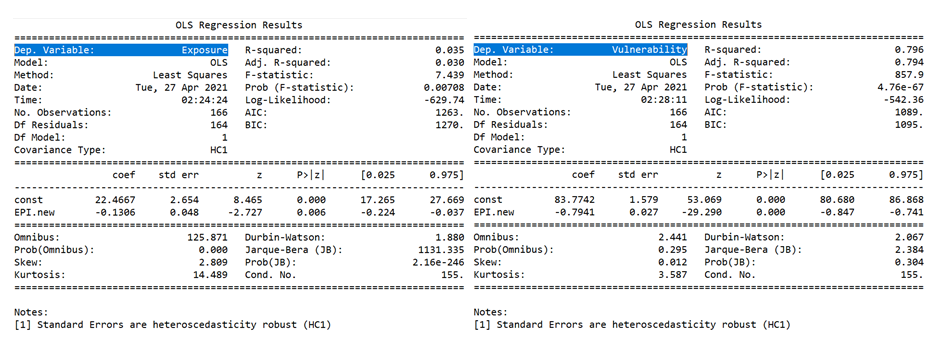 OLS Regression Results
Dep. Variable: Exposure R-squared: 0.035
Model: OLS Adj. R-squared: 0.030
Method: Least Squares F-statistic: 7.439
Date: Tue, 27 Apr 2021 Prob (F-statistic): 0.00708
Time: 02:24:24 Log-Likelihood: -629.74
No. Observations: 166 AIC: 1263.
Df Residuals: 164 BIC: 1270.
Df Model: 1
Covariance Type: HC1
coef std err z P>|z| [0.025 0.975]
const 22.4667 2.654 8.465 0.000 17.265 27.669
EPI.new -0.1306 0.048 -2.727 0.006 -0.224 -0.037
Omnibus: 125.871 Durbin-Watson: 1.880
Prob(Omnibus): 0.000 Jarque-Bera (JB): 1131.335
Skew: 2.809 Prob(JB): 2.16e-246
Kurtosis: 14.489 Cond. No. 155.
Notes:
[1] Standard Errors are heteroscedasticity robust (HC1)
OLS Regression Results
Dep. Variable: Vulnerability R-squared: 0.796
Model: OLS Adj. R-squared: 0.794
Method: Least Squares F-statistic: 857.9
Date: Tue, 27 Apr 2021 Prob (F-statistic): 4.76e-67
Time: 02:28:11 Log-Likelihood: -542.36
No. Observations: 166 AIC: 1089.
Df Residuals: 164 BIC: 1095.
Df Model: 1
Covariance Type: HC1
coef std err z P>|z| [0.025 0.975]
const 83.7742 1.579 53.069 0.000 80.680 86.868
EPI.new -0.7941 0.027 -29.290 0.000 -0.847 -0.741
Omnibus: 2.441 Durbin-Watson: 2.067
Prob(Omnibus): 0.295 Jarque-Bera (JB): 2.384
Skew: 0.012 Prob(JB): 0.304
Kurtosis: 3.587 Cond. No. 155.
Notes:
[1] Standard Errors are heteroscedasticity robust (HC1)